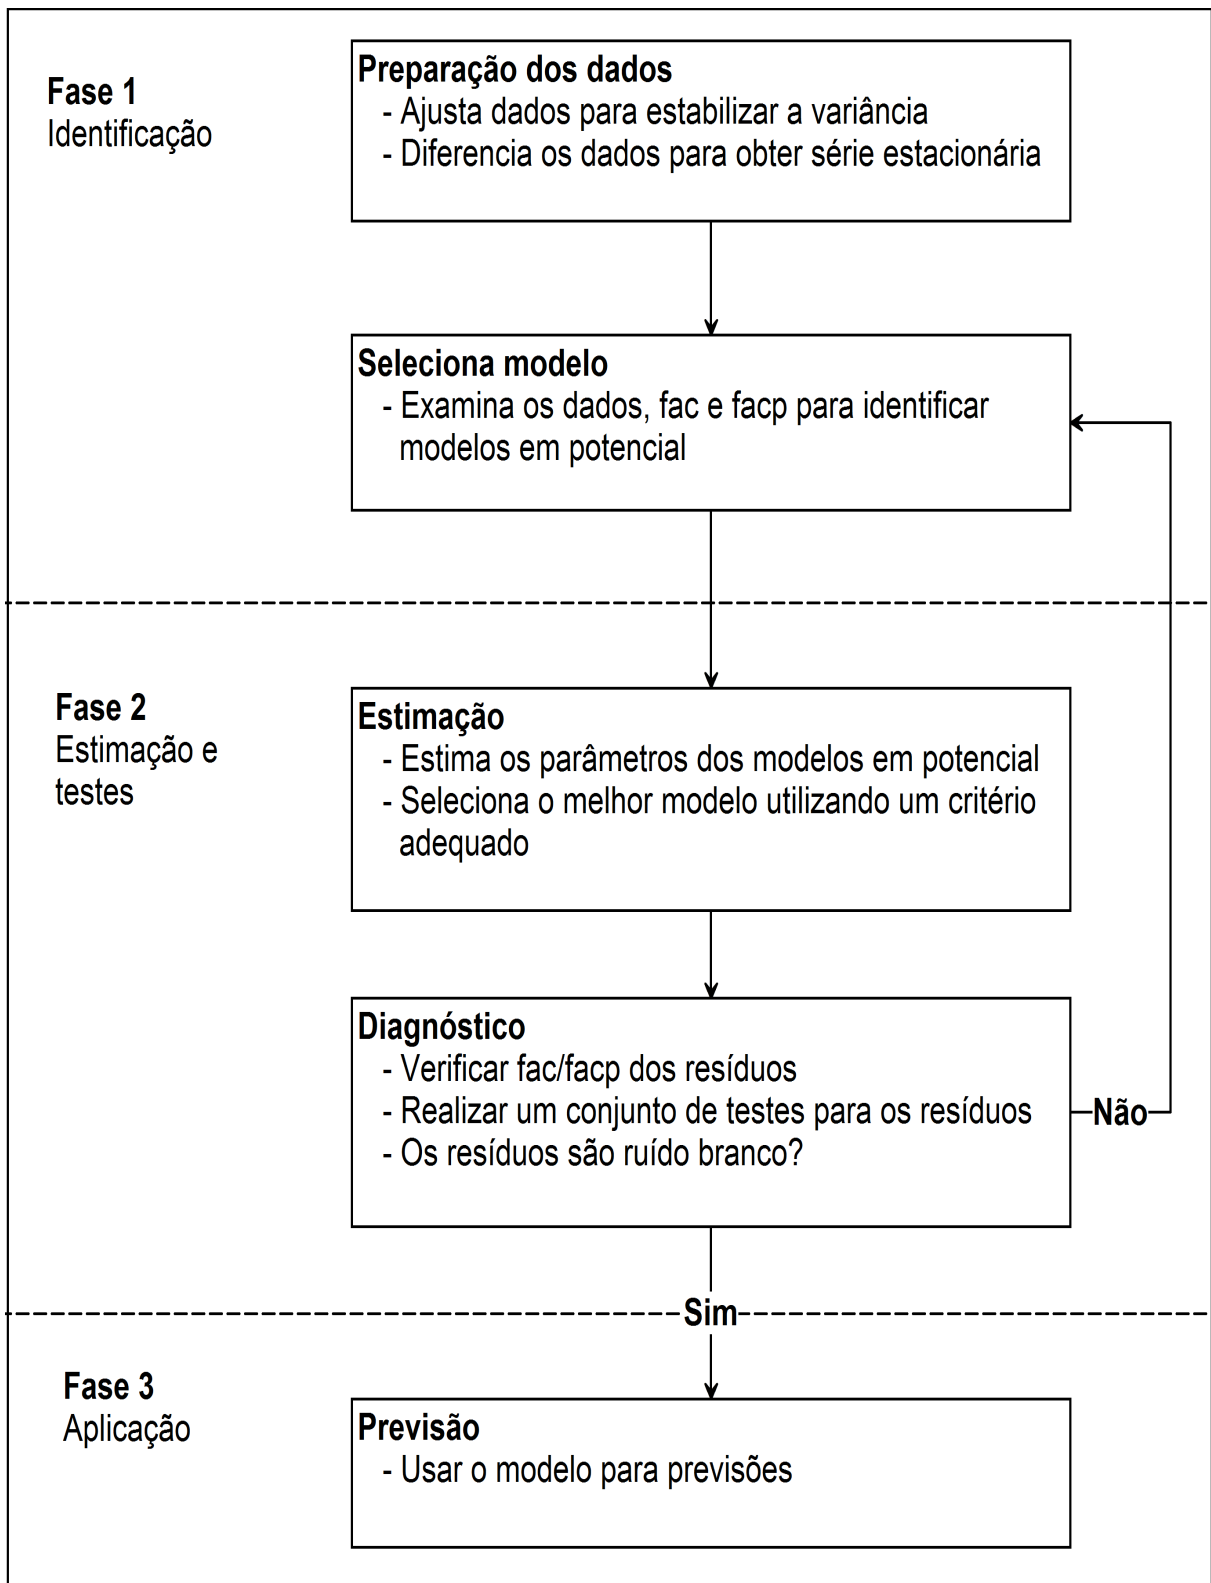 Fase 1
Identificação
Preparação dos dados
- Ajusta dados para estabilizar a variância
- Diferencia os dados para obter série estacionária
Seleciona modelo
- Examina os dados, fac e facp para identificar
modelos em potencial
Fase 2
Estimação e
testes
Estimação
- Estima os parâmetros dos modelos em potencial
- Seleciona o melhor modelo utilizando um critério
adequado
Diagnóstico
- Verificar fac/facp dos resíduos
- Realizar um conjunto de testes para os resíduos
- Os resíduos são ruído branco?
Não
Sim
Fase 3
Aplicação
Previsão
- Usar o modelo para previsões